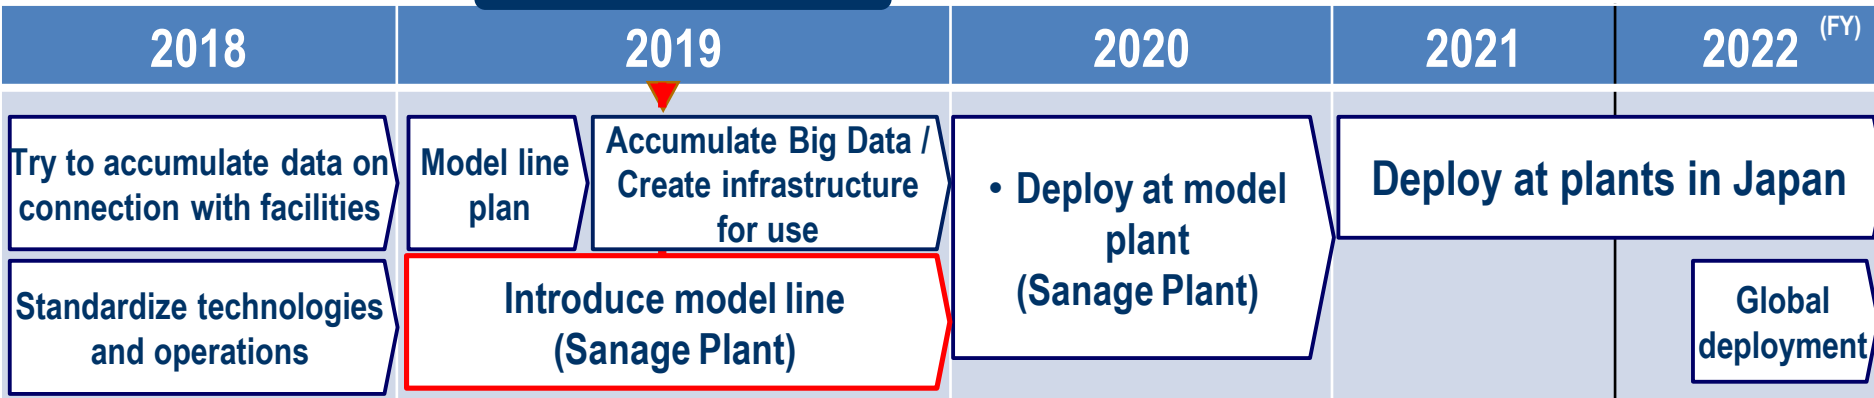 2018
2019
2020
2021
2022
(FY)
Try to accumulate data on
connection with facilities
Model line
plan
Accumulate Big Data /
Create infrastructure
for use
• Deploy at model
plant
(Sanage Plant)
Deploy at plants in Japan
Standardize technologies
and operations
Introduce model line
(Sanage Plant)
Global
deployment